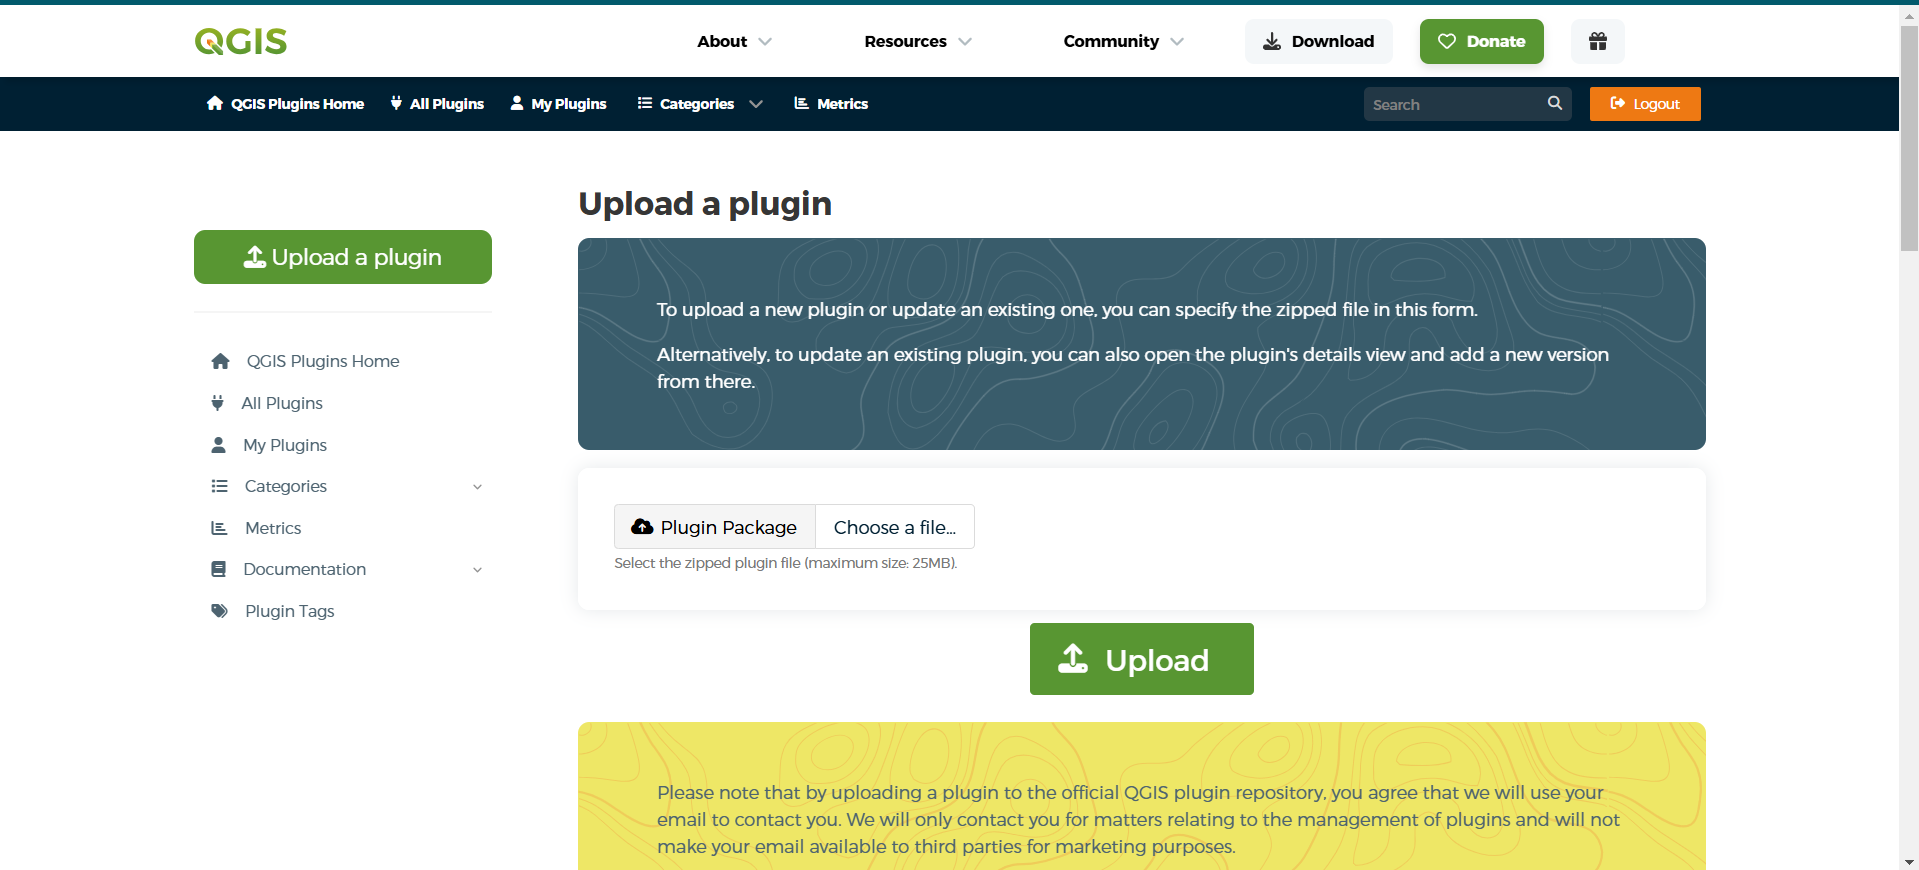 QGIS
About
Resources
Community
Download
Donate
QGIS Plugins Home
All Plugins
My Plugins
Categories
Metrics
Search
Logout
Upload a plugin
QGIS Plugins Home
All Plugins
My Plugins
Categories
Metrics
Documentation
Plugin Tags
Upload a plugin
To upload a new plugin or update an existing one, you can specify the zipped file in this form.
Alternatively, to update an existing plugin, you can also open the plugin's details view and add a new version
from there.
Plugin Package
Choose a file...
Select the zipped plugin file (maximum size: 25MB).
Upload
Please note that by uploading a plugin to the official QGIS plugin repository, you agree that we will use your
email to contact you. We will only contact you for matters relating to the management of plugins and will not
make your email available to third parties for marketing purposes.